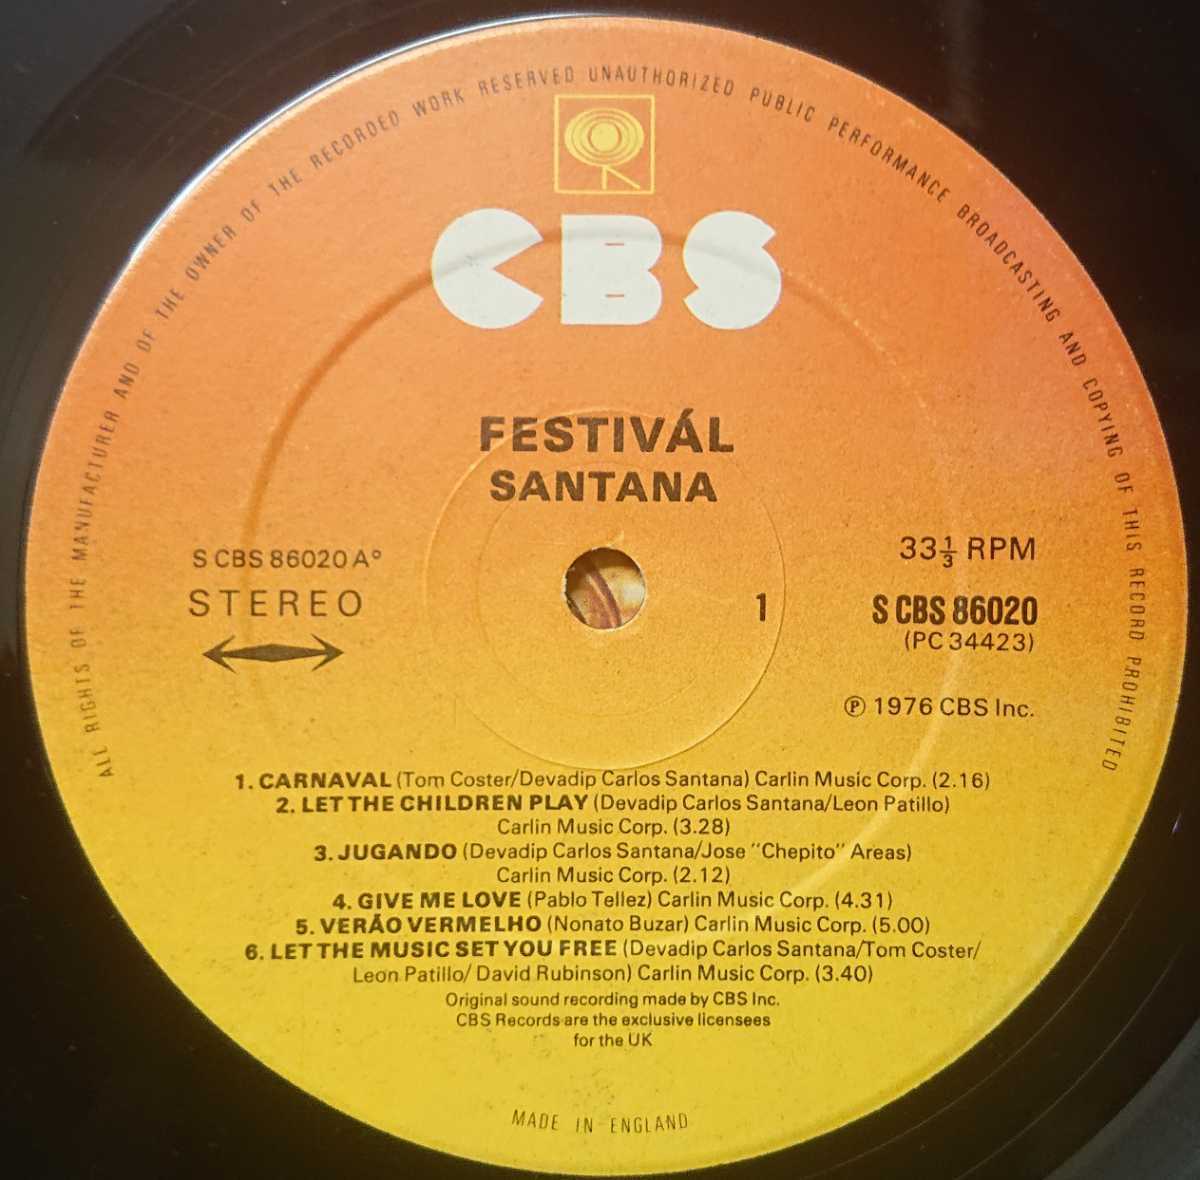 ALL RIGHTS OF THE MANUFACTURER AND OF THE OWNER OF THE RECORDED WORK RESERVED UNAUTHORIZED PUBLIC PERFORMANCE BROADCASTING AND COPYING OF THIS RECORD PROHIBITED
CBS
FESTIVÁL
SANTANA
S CBS 86020 A°
STEREO
33⅓ RPM
1
S CBS 86020
(PC 34423)
℗ 1976 CBS Inc.
1. CARNAVAL (Tom Coster/Devadip Carlos Santana) Carlin Music Corp. (2.16)
2. LET THE CHILDREN PLAY (Devadip Carlos Santana/Leon Patillo)
Carlin Music Corp. (3.28)
3. JUGANDO (Devadip Carlos Santana/Jose "Chepito" Areas)
Carlin Music Corp. (2.12)
4. GIVE ME LOVE (Pablo Tellez) Carlin Music Corp. (4.31)
5. VERÃO VERMELHO (Nonato Buzar) Carlin Music Corp. (5.00)
6. LET THE MUSIC SET YOU FREE (Devadip Carlos Santana/Tom Coster/
Leon Patillo/ David Rubinson) Carlin Music Corp. (3.40)
Original sound recording made by CBS Inc.
CBS Records are the exclusive licensees
for the UK
MADE IN ENGLAND